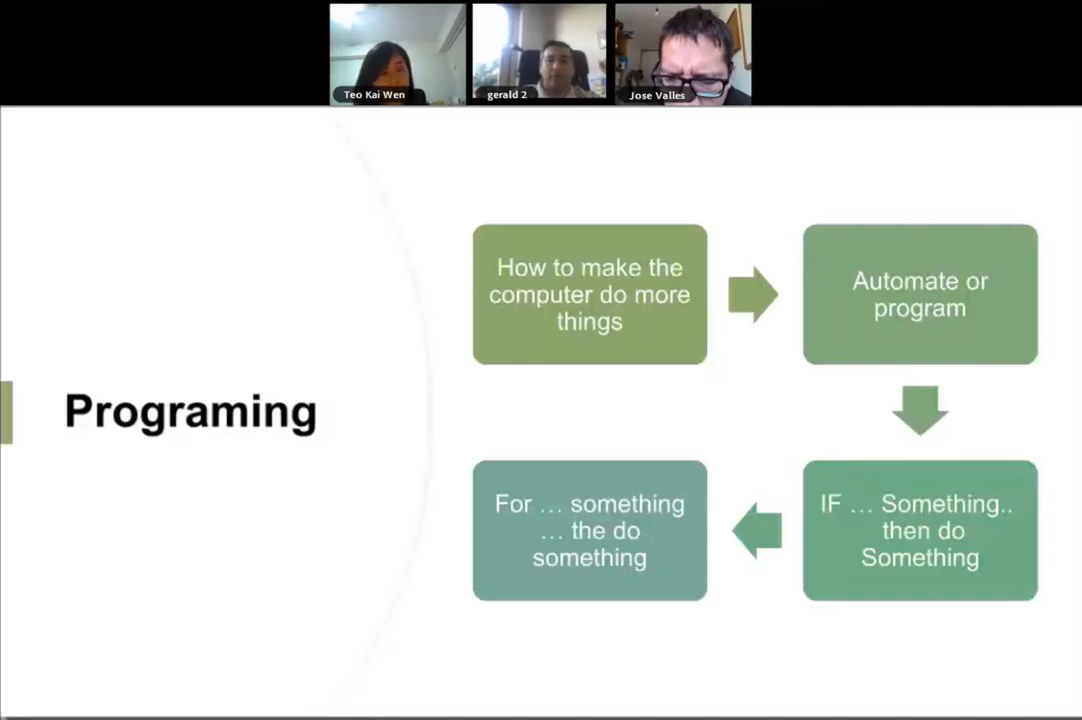 Teo Kai Wen
gerald 2
Jose Valles
Programing
How to make the
computer do more
things
Automate or
program
IF … Something..
then do
Something
For … something
… the do
something